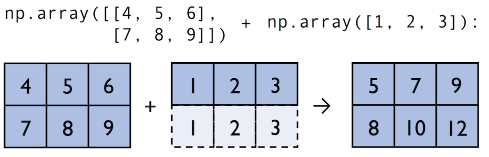 np.array([[4, 5, 6],
[7, 8, 9]]) + np.array([1, 2, 3]):
4 5 6 1 2 3 5 7 9
+ →
7 8 9 1 2 3 8 10 12